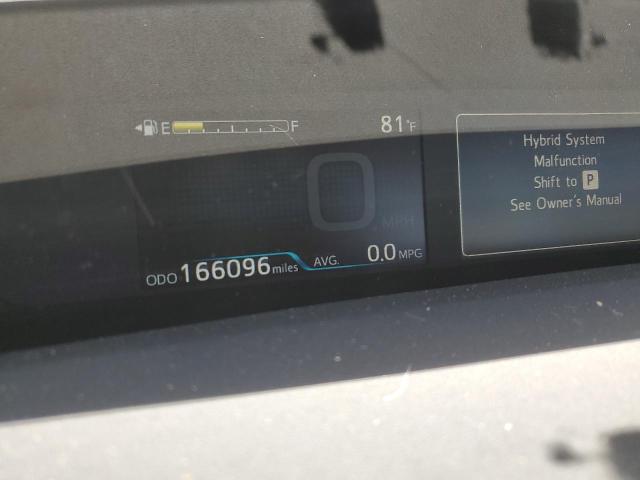 E F 81°F
0 MPH
ODO 166096 miles AVG. 0.0 MPG
Hybrid System
Malfunction
Shift to P
See Owner's Manual